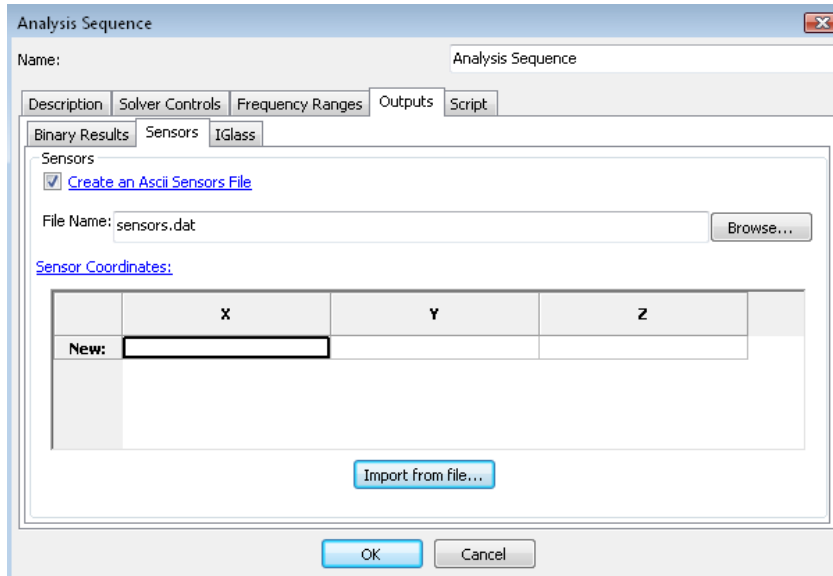 Analysis Sequence
Name: Analysis Sequence
Description Solver Controls Frequency Ranges Outputs Script
Binary Results Sensors IGlass
Sensors
Create an Ascii Sensors File
File Name: sensors.dat Browse...
Sensor Coordinates:
X Y Z
New:
Import from file...
OK Cancel